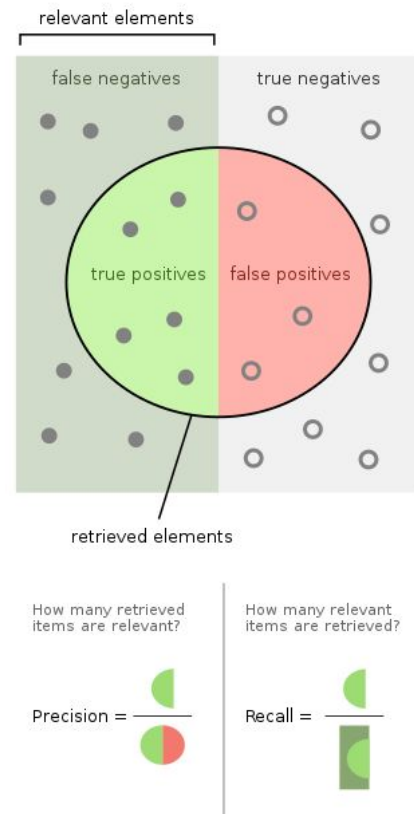 relevant elements
false negatives
true negatives
true positives
false positives
retrieved elements
How many retrieved
items are relevant?
Precision =
How many relevant
items are retrieved?
Recall =